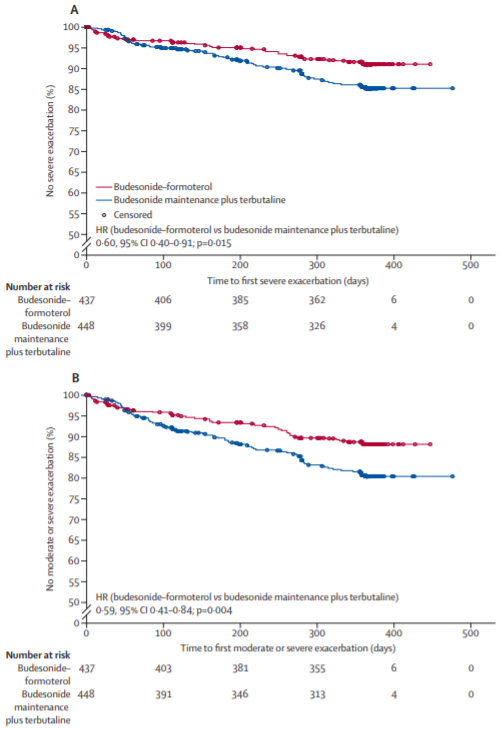 A
No severe exacerbation (%)
100
95
90
85
80
75
70
65
60
55
50
0
Budesonide–formoterol
Budesonide maintenance plus terbutaline
Censored
HR (budesonide–formoterol vs budesonide maintenance plus terbutaline)
0·60, 95% CI 0·40–0·91; p=0·015
0 100 200 300 400 500
Time to first severe exacerbation (days)
Number at risk
Budesonide– 437 406 385 362 6 0
formoterol
Budesonide 448 399 358 326 4 0
maintenance
plus terbutaline
B
No moderate or severe exacerbation (%)
100
95
90
85
80
75
70
65
60
55
50
0
HR (budesonide–formoterol vs budesonide maintenance plus terbutaline)
0·59, 95% CI 0·41–0·84; p=0·004
0 100 200 300 400 500
Time to first moderate or severe exacerbation (days)
Number at risk
Budesonide– 437 403 381 355 6 0
formoterol
Budesonide 448 391 346 313 4 0
maintenance
plus terbutaline